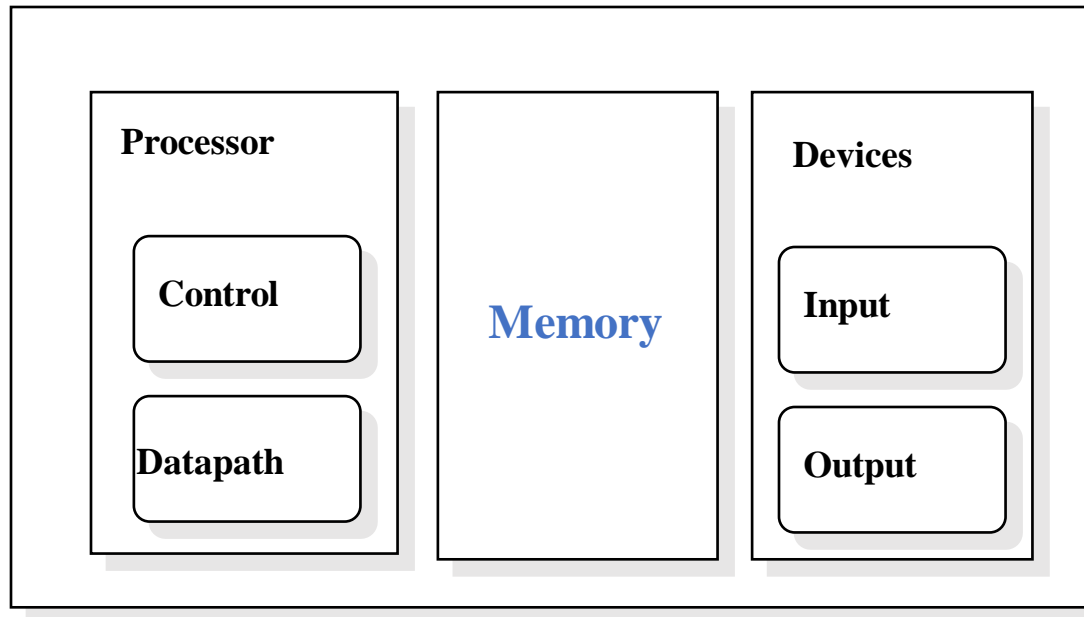 Processor
Control
Datapath
Memory
Devices
Input
Output